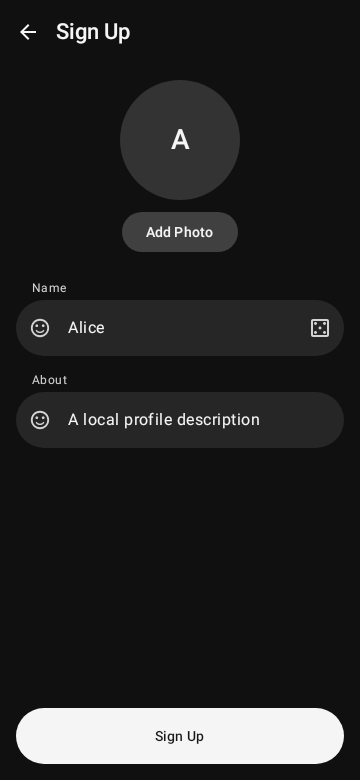 Sign Up
A
Add Photo
Name
Alice
About
A local profile description
Sign Up